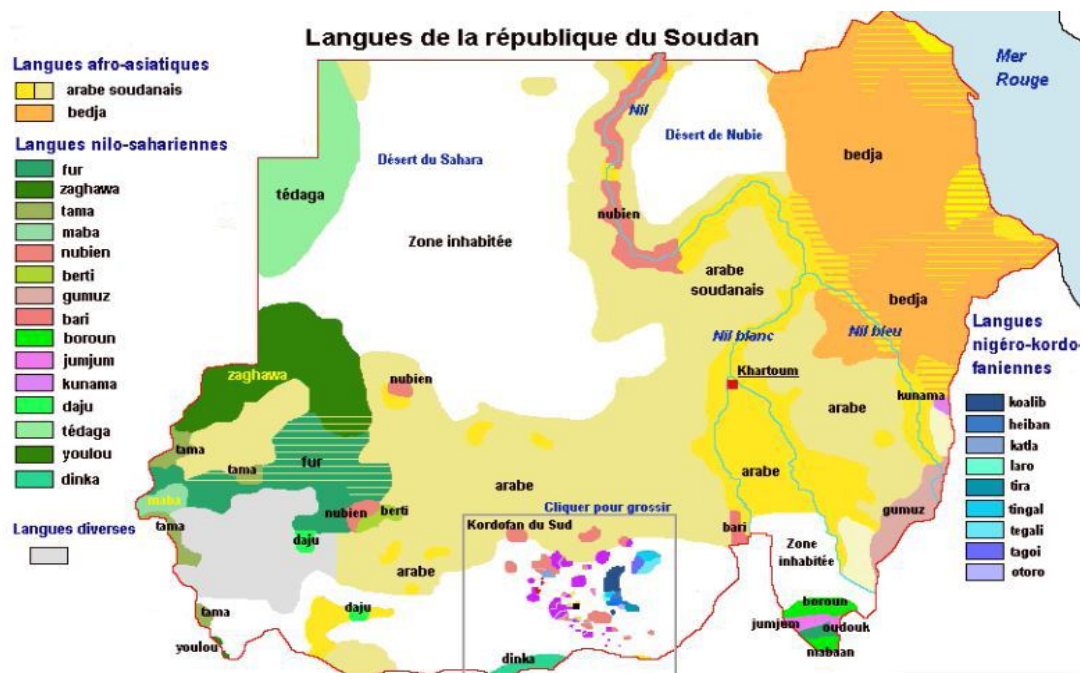 Langues de la république du Soudan
Langues afro-asiatiques
arabe soudanais
bedja
Langues nilo-sahariennes
fur
zaghawa
tama
maba
nubien
berti
gumuz
bari
boroun
jumjum
kunama
daju
tédaga
youlou
dinka
Langues diverses
Mer
Rouge
Nil
Désert de Nubie
Désert du Sahara
bedja
tédaga
nubien
Zone inhabitée
arabe
soudanais
bedja
Nil blanc
Nil bleu
zaghawa
nubien
Khartoum
arabe
kunama
tama
fur
tama
arabe
arabe
maba
nubien
berti
Cliquer pour grossir
gumuz
tama
daju
Kordofan du Sud
bari
Zone
inhabitée
arabe
daju
tama
boroun
jumjum
oudouk
youlou
dinka
mabaan
Langues
nigéro-kordo-
faniennes
koalib
heiban
katla
laro
tira
tingal
tegali
tagoi
otoro